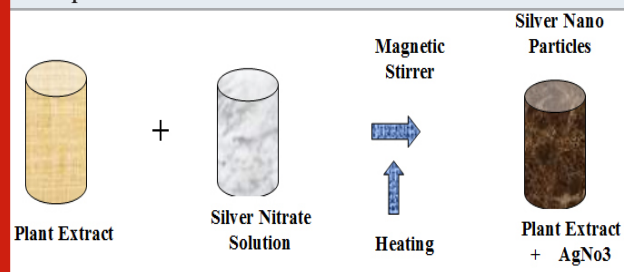 Silver Nano
Particles
Magnetic
Stirrer
+
Plant Extract
Silver Nitrate
Solution
Heating
Plant Extract
+ AgNo3